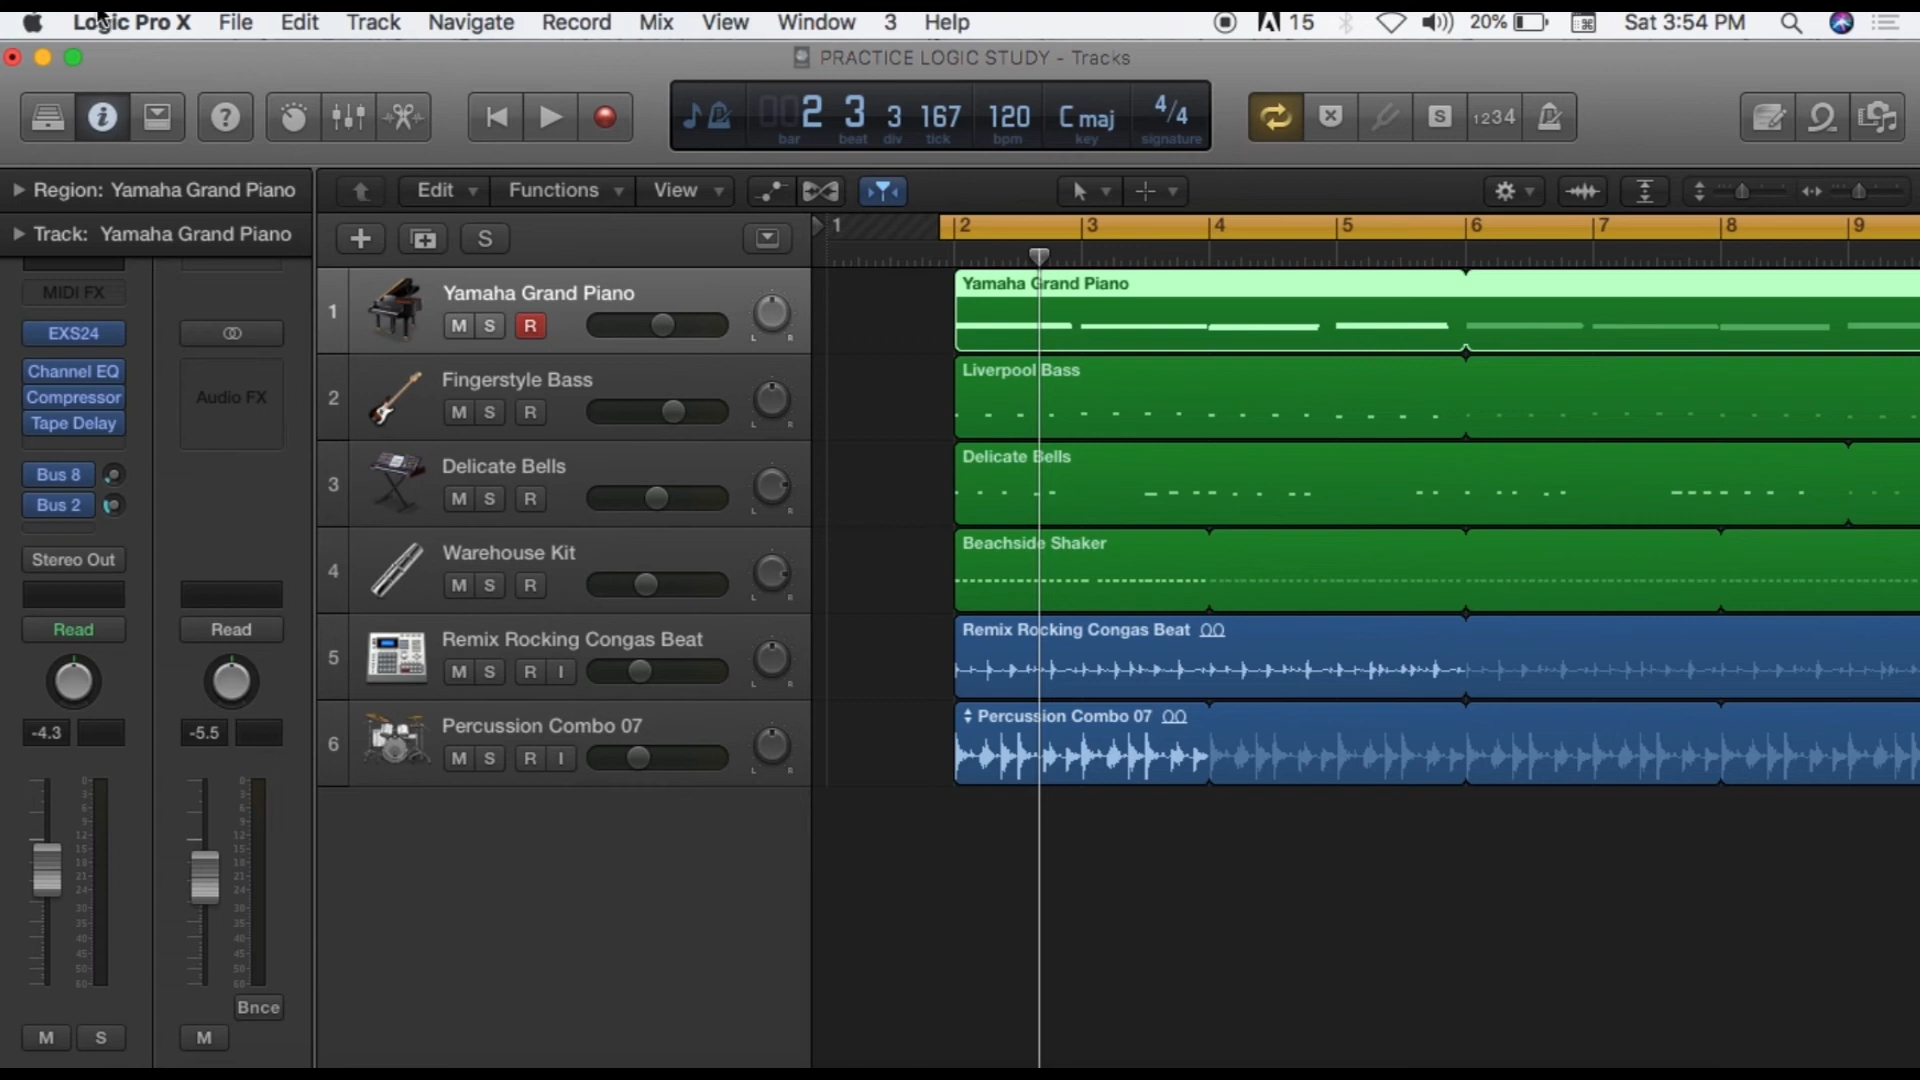 Logic Pro X File Edit Track Navigate Record Mix View Window 3 Help 15 20% Sat 3:54 PM
PRACTICE LOGIC STUDY - Tracks
2 3 3 167 120 C maj 4/4
bar beat div tick bpm key signature
? S 1234
Region: Yamaha Grand Piano
Edit Functions View
Track: Yamaha Grand Piano
S
1 2 3 4 5 6 7 8 9
MIDI FX
EXS24
Channel EQ
Compressor
Tape Delay
Audio FX
Bus 8
Bus 2
Stereo Out
Read Read
-4.3 -5.5
Bnce
M S M
1 Yamaha Grand Piano
M S R L R
2 Fingerstyle Bass
M S R L R
3 Delicate Bells
M S R L R
4 Warehouse Kit
M S R L R
5 Remix Rocking Congas Beat
M S R I L R
6 Percussion Combo 07
M S R I L R
Yamaha Grand Piano
Liverpool Bass
Delicate Bells
Beachside Shaker
Remix Rocking Congas Beat
Percussion Combo 07